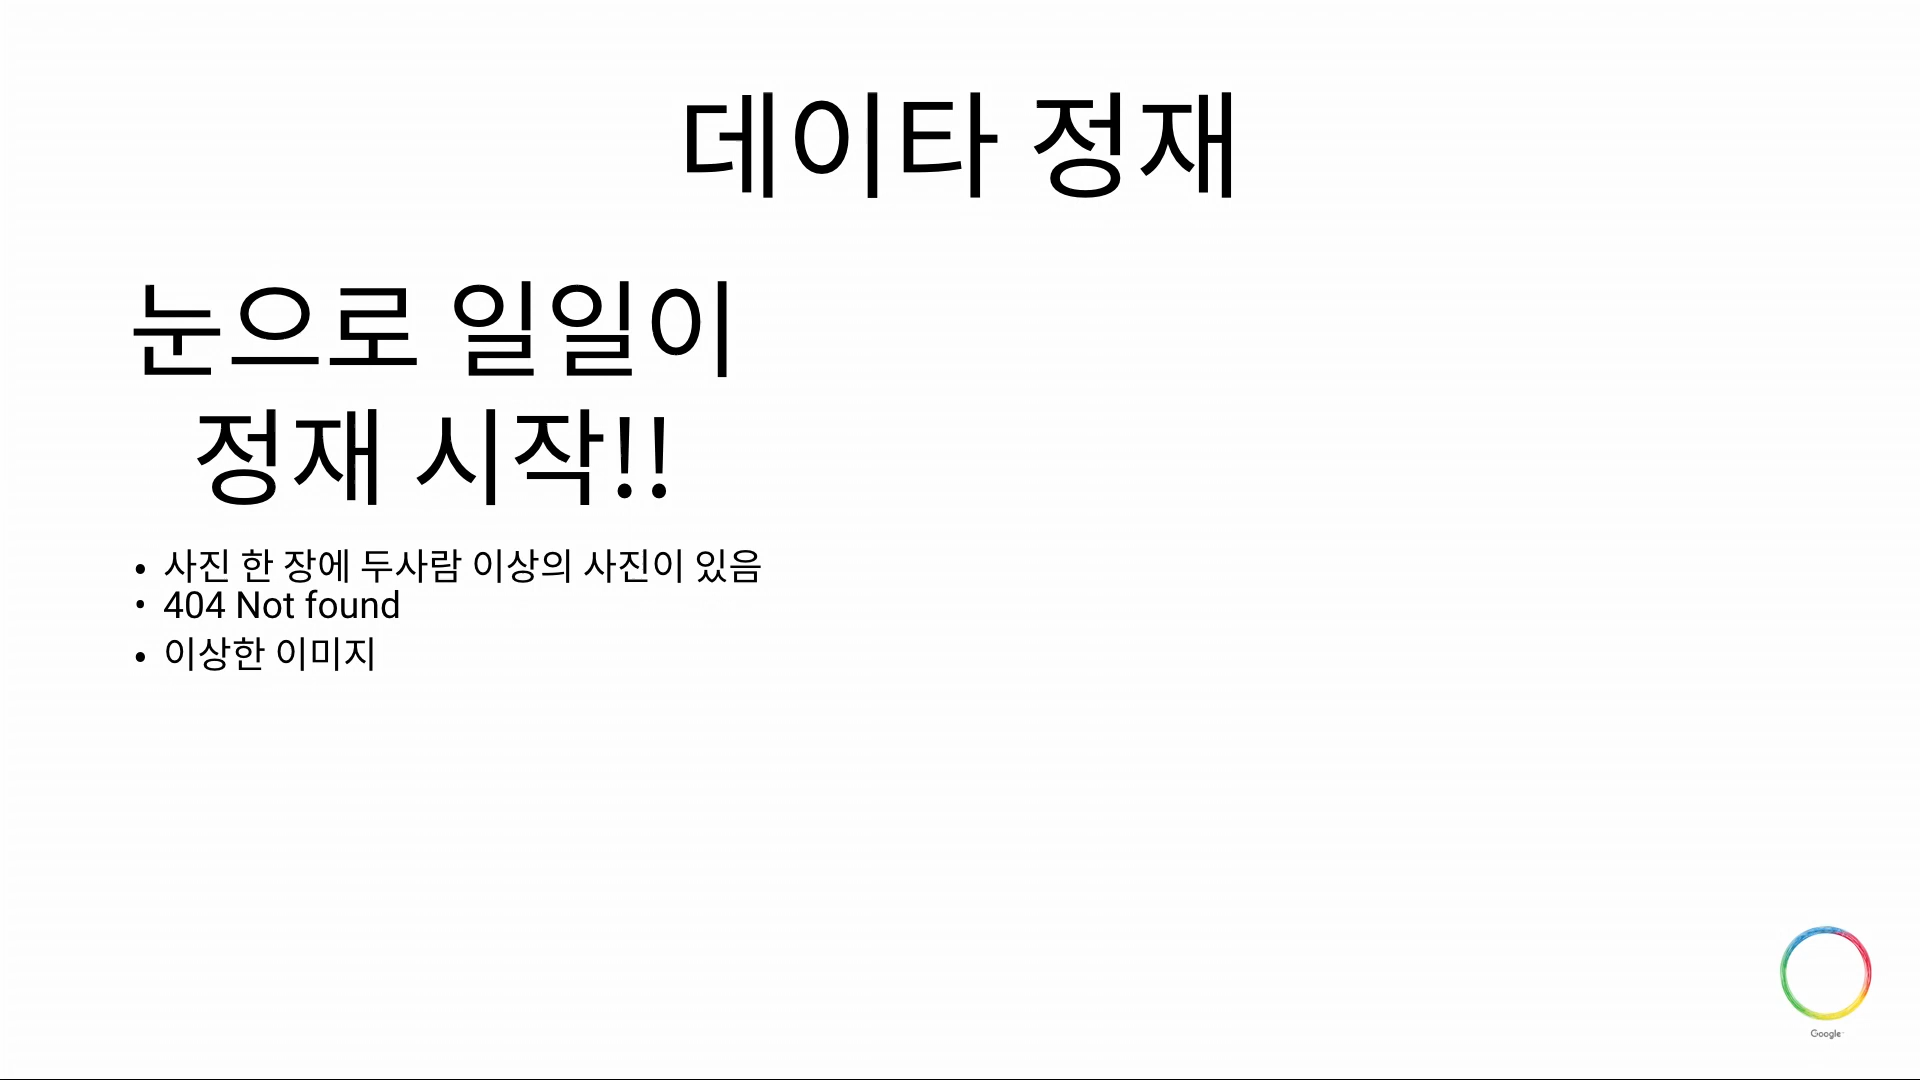 데이타 정재
눈으로 일일이
정재 시작!!
• 사진 한 장에 두사람 이상의 사진이 있음
• 404 Not found
• 이상한 이미지
Google